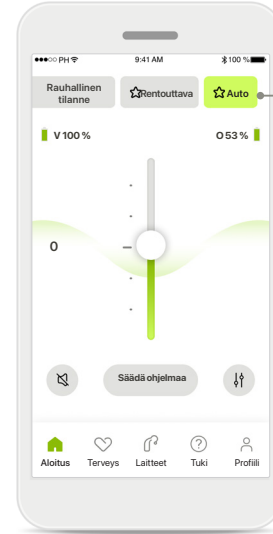 PH 9:41 AM 100 %
Rauhallinen
tilanne
Rentouttava
Auto
V 100 %
O 53 %
0
Säädä ohjelmaa
Aloitus Terveys Laitteet Tuki Profiili